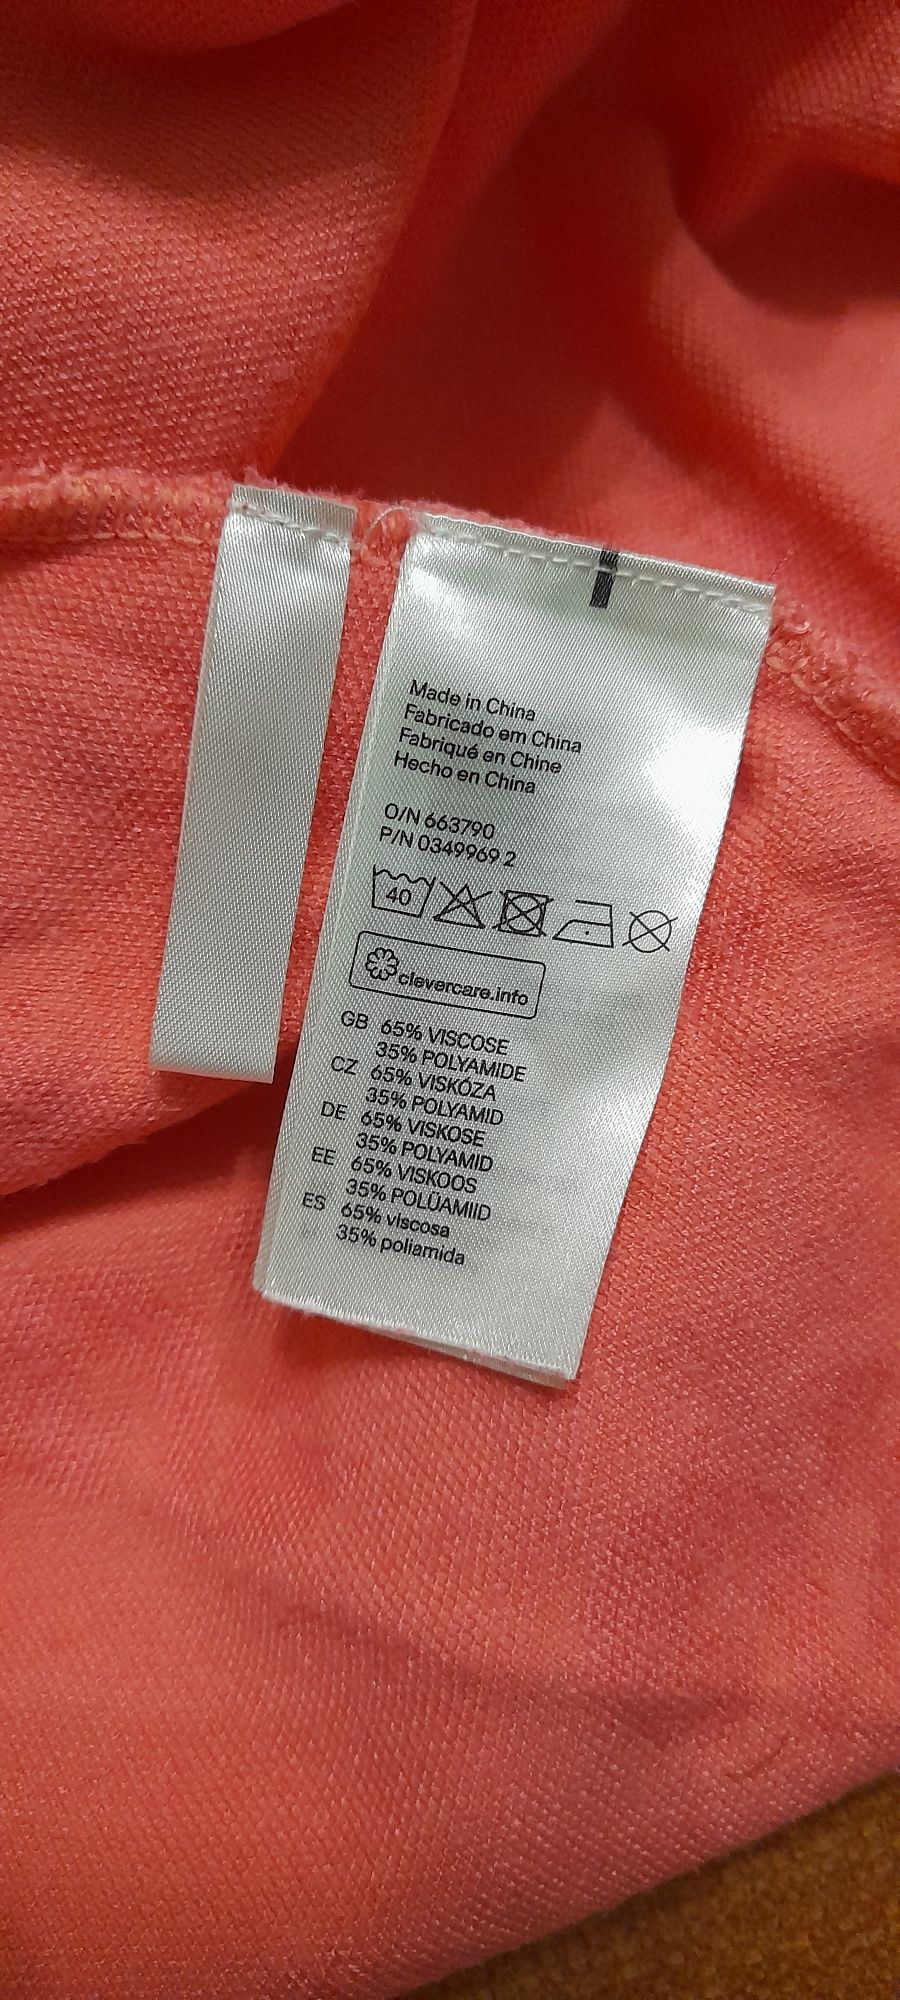 Made in China
Fabricado em China
Fabriqué en Chine
Hecho en China
O/N 663790
P/N 0349969 2
40
clevercare.info
GB 65% VISCOSE
35% POLYAMIDE
CZ 65% VISKÓZA
35% POLYAMID
DE 65% VISKOSE
35% POLYAMID
EE 65% VISKOOS
35% POLÜAMIID
ES 65% viscosa
35% poliamida